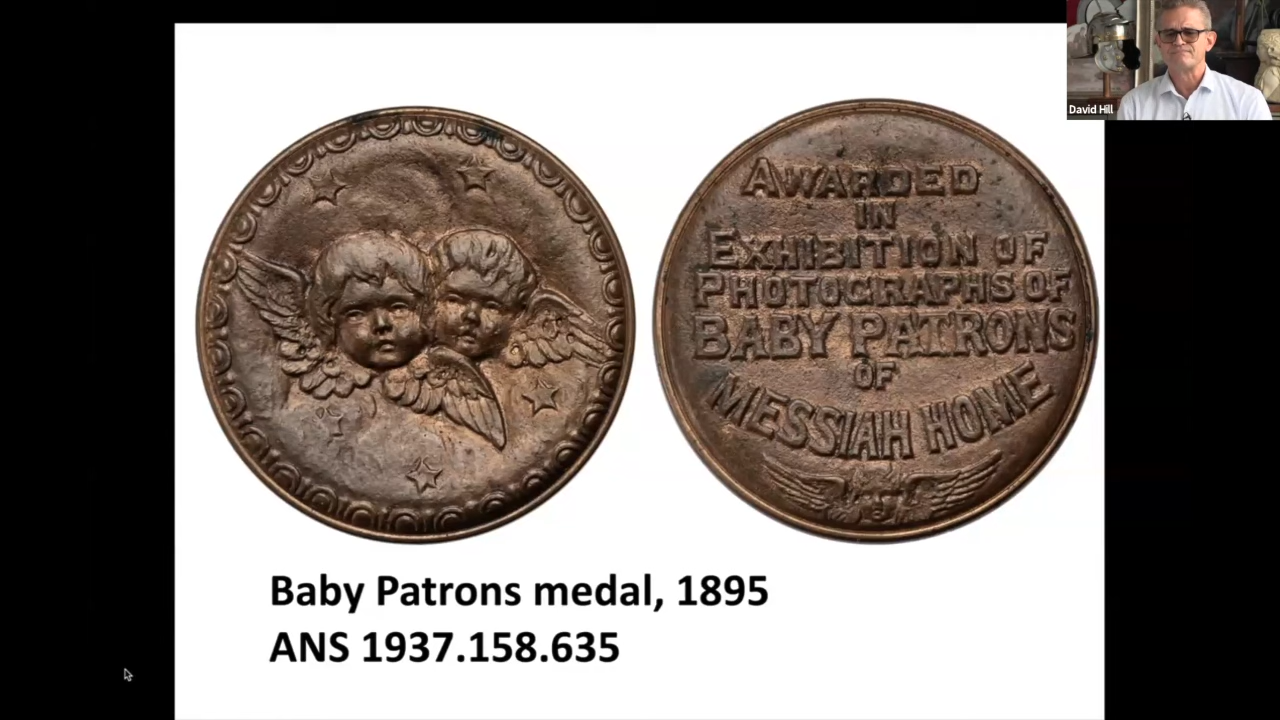 David Hill
AWARDED
IN
EXHIBITION OF
PHOTOGRAPHS OF
BABY PATRONS
OF
MESSIAH HOME
Baby Patrons medal, 1895
ANS 1937.158.635